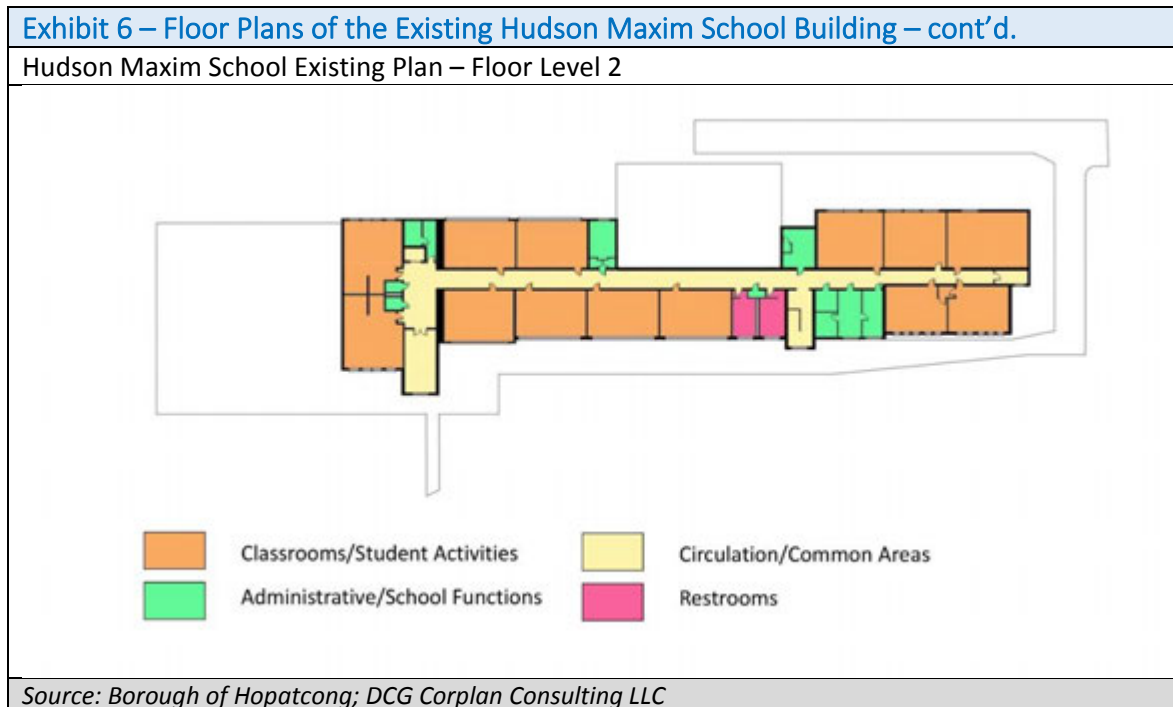 Exhibit 6 – Floor Plans of the Existing Hudson Maxim School Building – cont’d.
Hudson Maxim School Existing Plan – Floor Level 2
Classrooms/Student Activities
Circulation/Common Areas
Administrative/School Functions
Restrooms
Source: Borough of Hopatcong; DCG Corplan Consulting LLC